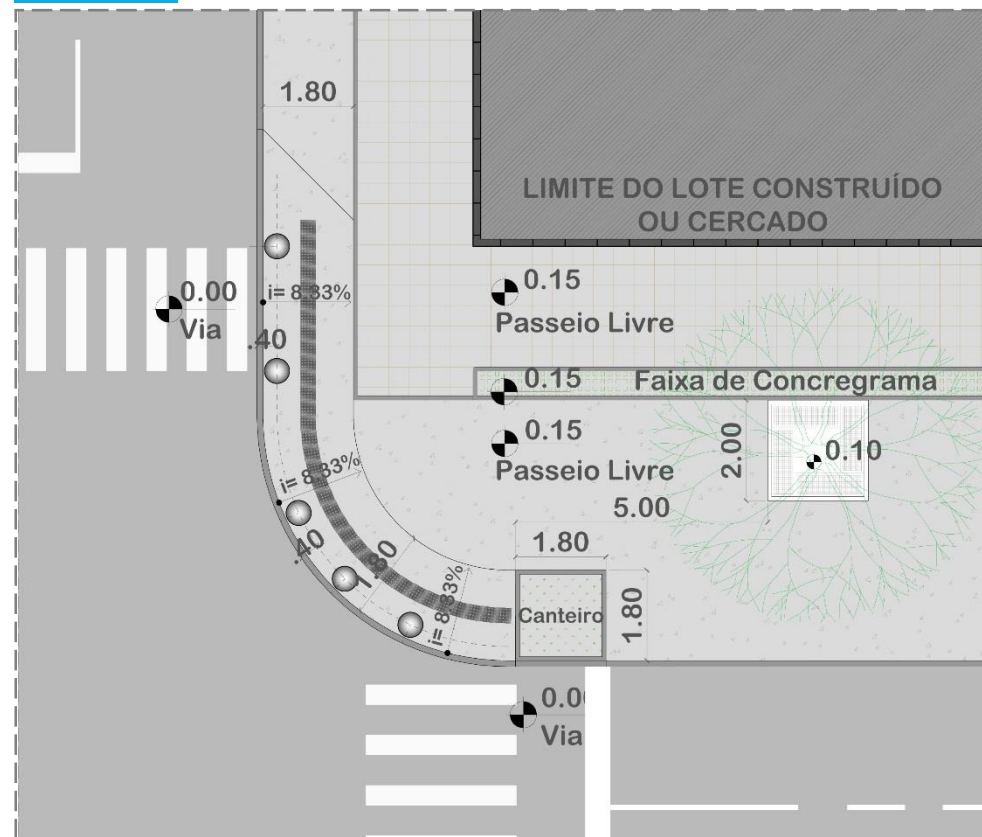 1.80
LIMITE DO LOTE CONSTRUÍDO
OU CERCADO
0.15
Passeio Livre
0.00
Via
i= 8.33%
.40
0.15
Faixa de Concregrama
0.15
Passeio Livre
2.00
0.10
i= 8.33%
5.00
.40
1.80
1.80
i= 8.33%
Canteiro
1.80
0.00
Via